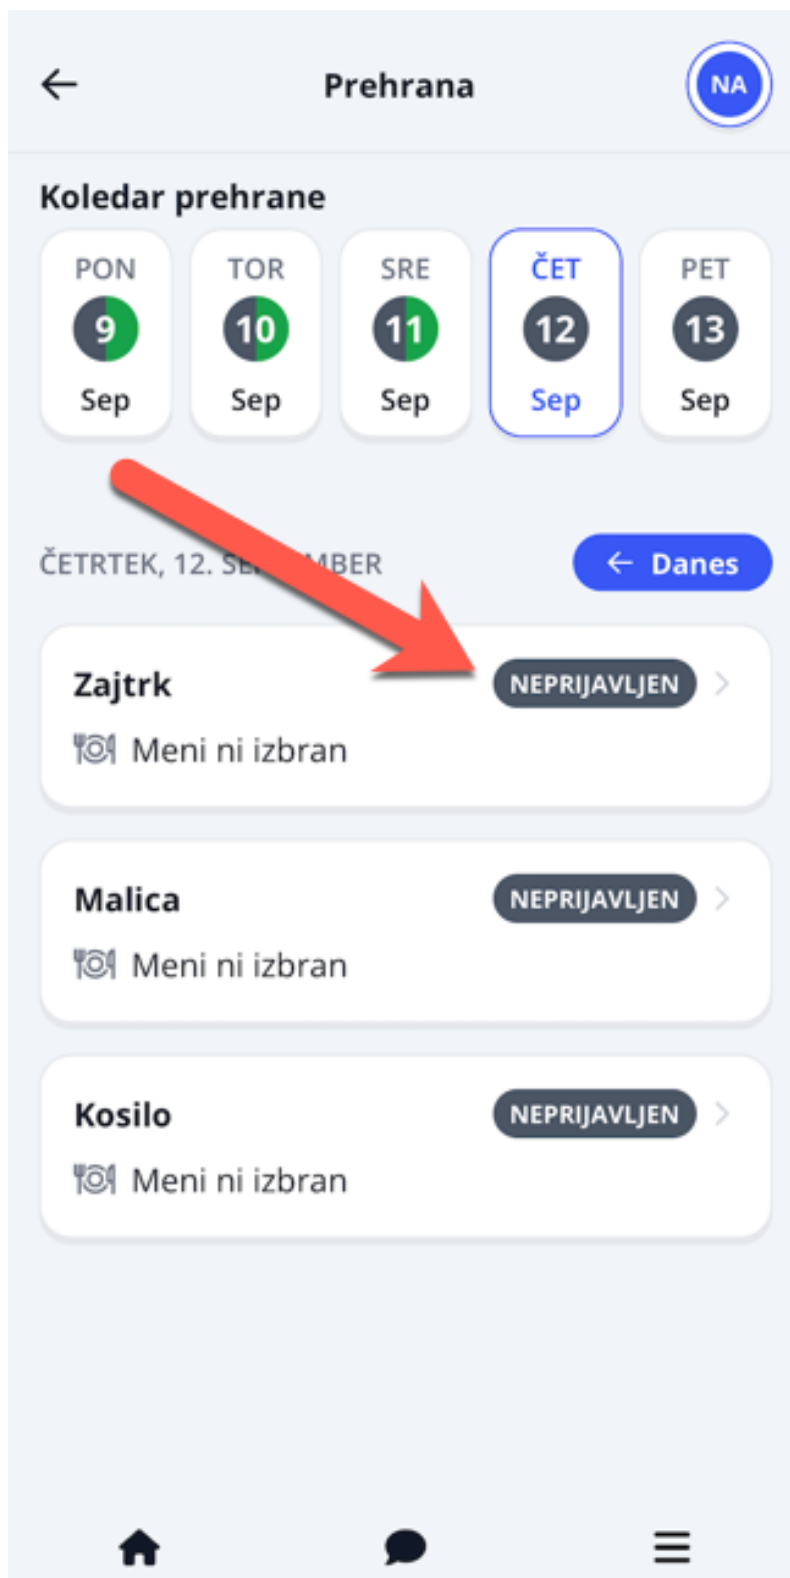 Prehrana
NA
Koledar prehrane
PON TOR SRE ČET PET
9 10 11 12 13
Sep Sep Sep Sep Sep
ČETRTEK, 12. BER
Danes
Zajtrk
NEPRIJAVLJEN
Meni ni izbran
Malica
NEPRIJAVLJEN
Meni ni izbran
Kosilo
NEPRIJAVLJEN
Meni ni izbran